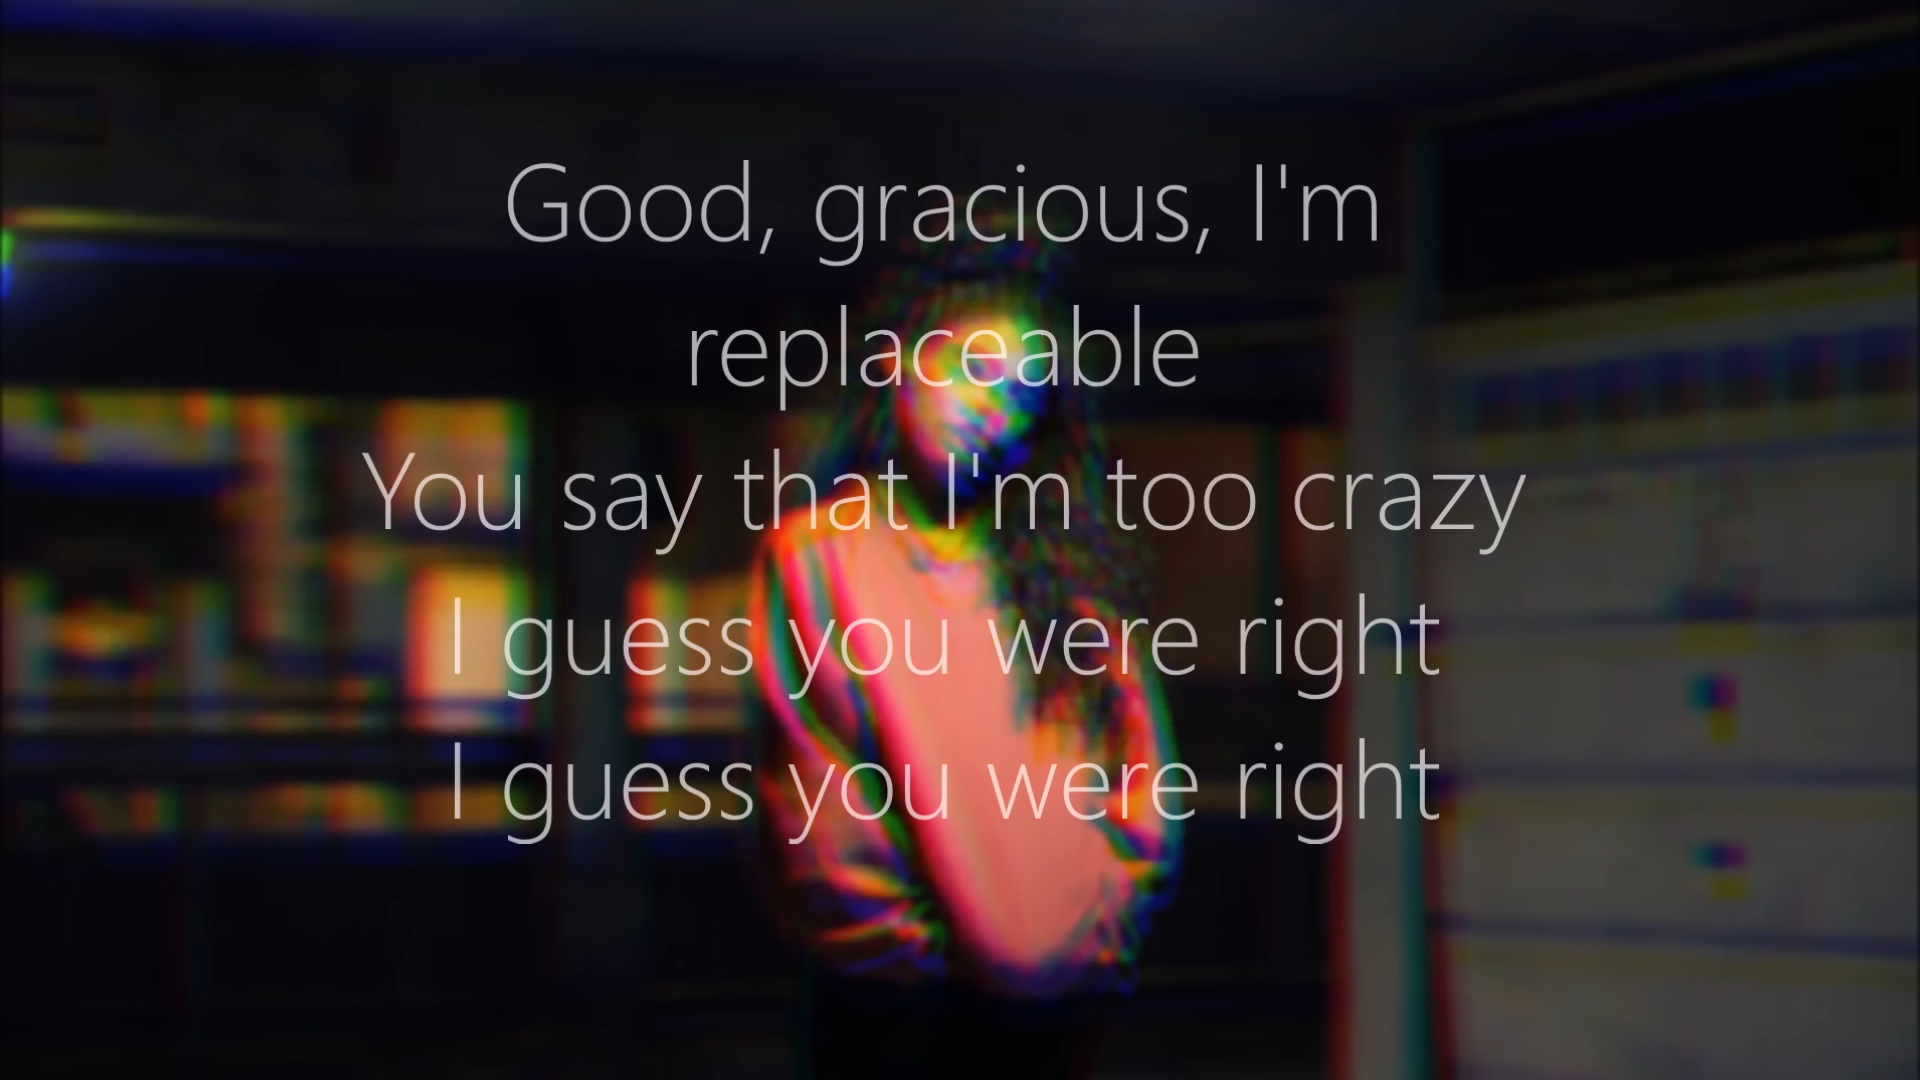 Good, gracious, I'm
replaceable
You say that I'm too crazy
I guess you were right
I guess you were right